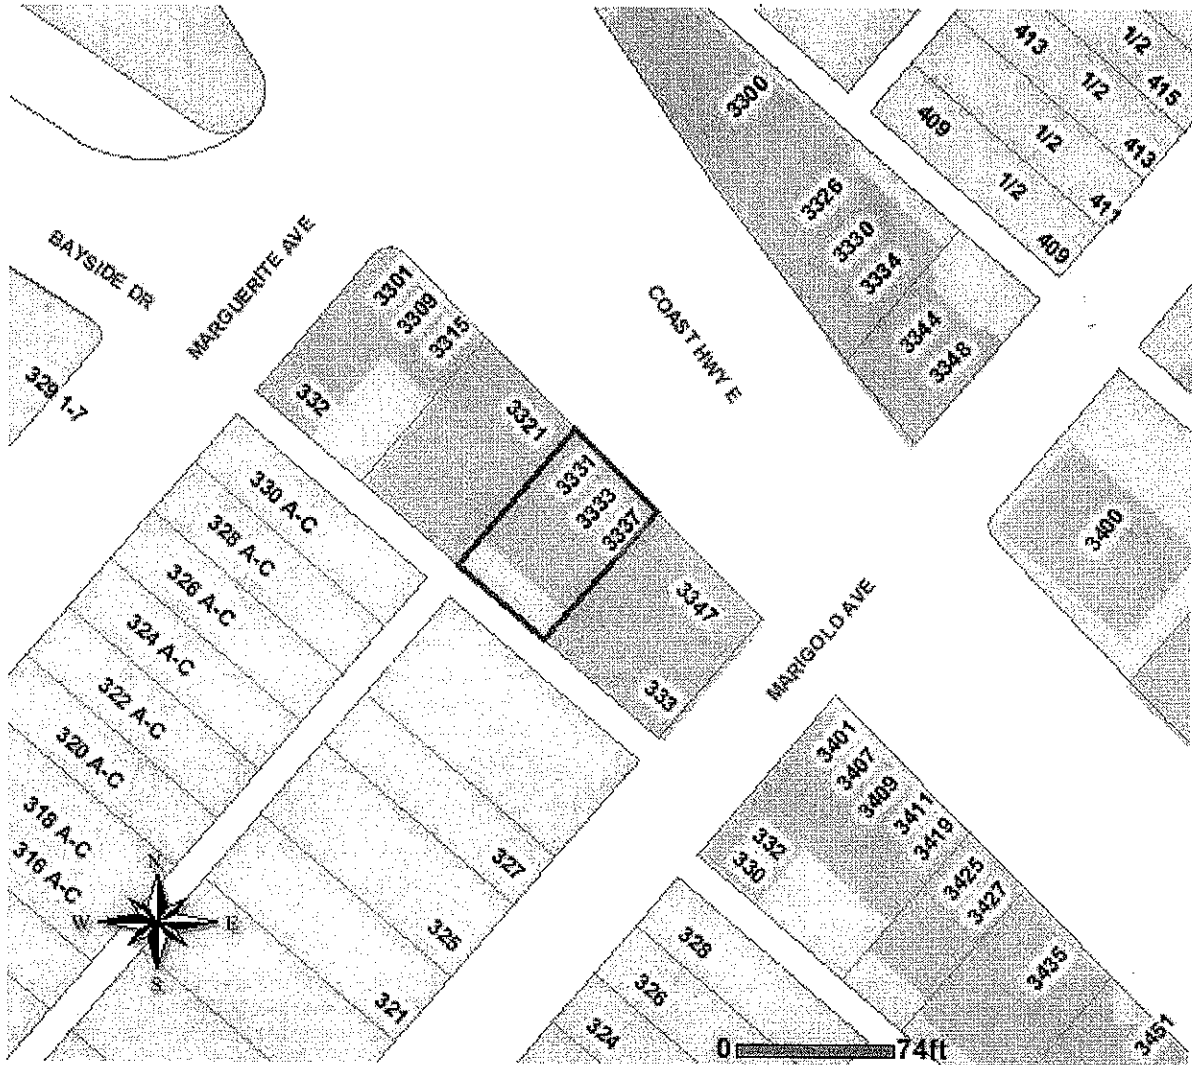 413
1/2
415
3300
409
1/2
1/2
413
1/2
411
409
3326
3330
3334
3344
3348
BAYSIDE DR
MARGUERITE AVE
COAST HWY E
3301
3309
3315
332
3321
329 1-7
3331
3333
3337
3400
330 A-C
328 A-C
326 A-C
324 A-C
322 A-C
320 A-C
318 A-C
316 A-C
3347
333
MARIGOLD AVE
3401
3407
3409
3411
3419
3425
3427
3435
3451
332
330
327
325
321
328
326
324
N
W
E
S
0
74ft